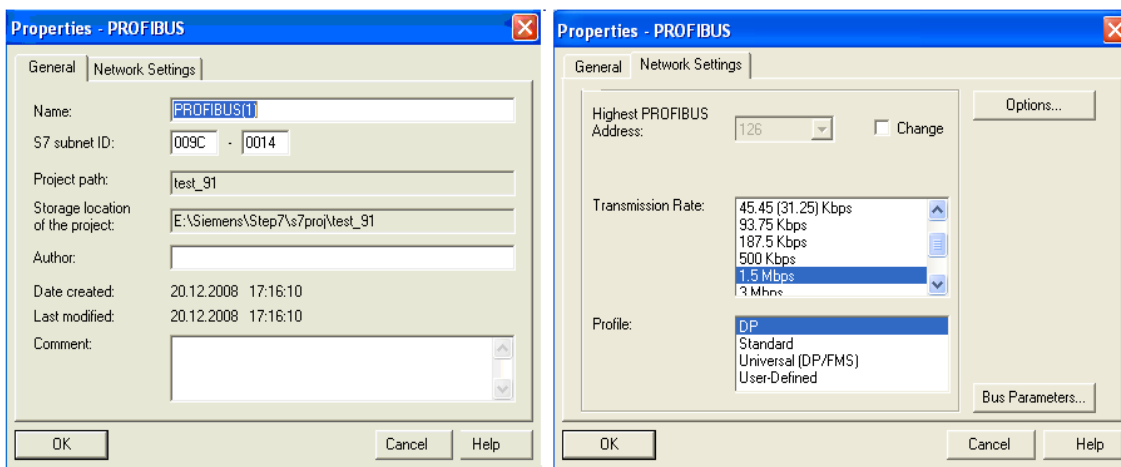 Properties - PROFIBUS
General
Network Settings
Name:
PROFIBUS(1)
S7 subnet ID:
009C - 0014
Project path:
test_91
Storage location
of the project:
E:\Siemens\Step7\s7proj\test_91
Author:
Date created:
20.12.2008 17:16:10
Last modified:
20.12.2008 17:16:10
Comment:
OK
Cancel
Help
Properties - PROFIBUS
General
Network Settings
Highest PROFIBUS
Address:
126
Change
Options...
Transmission Rate:
45.45 (31.25) Kbps
93.75 Kbps
187.5 Kbps
500 Kbps
1.5 Mbps
3 Mbps
Profile:
DP
Standard
Universal (DP/FMS)
User-Defined
Bus Parameters...
OK
Cancel
Help